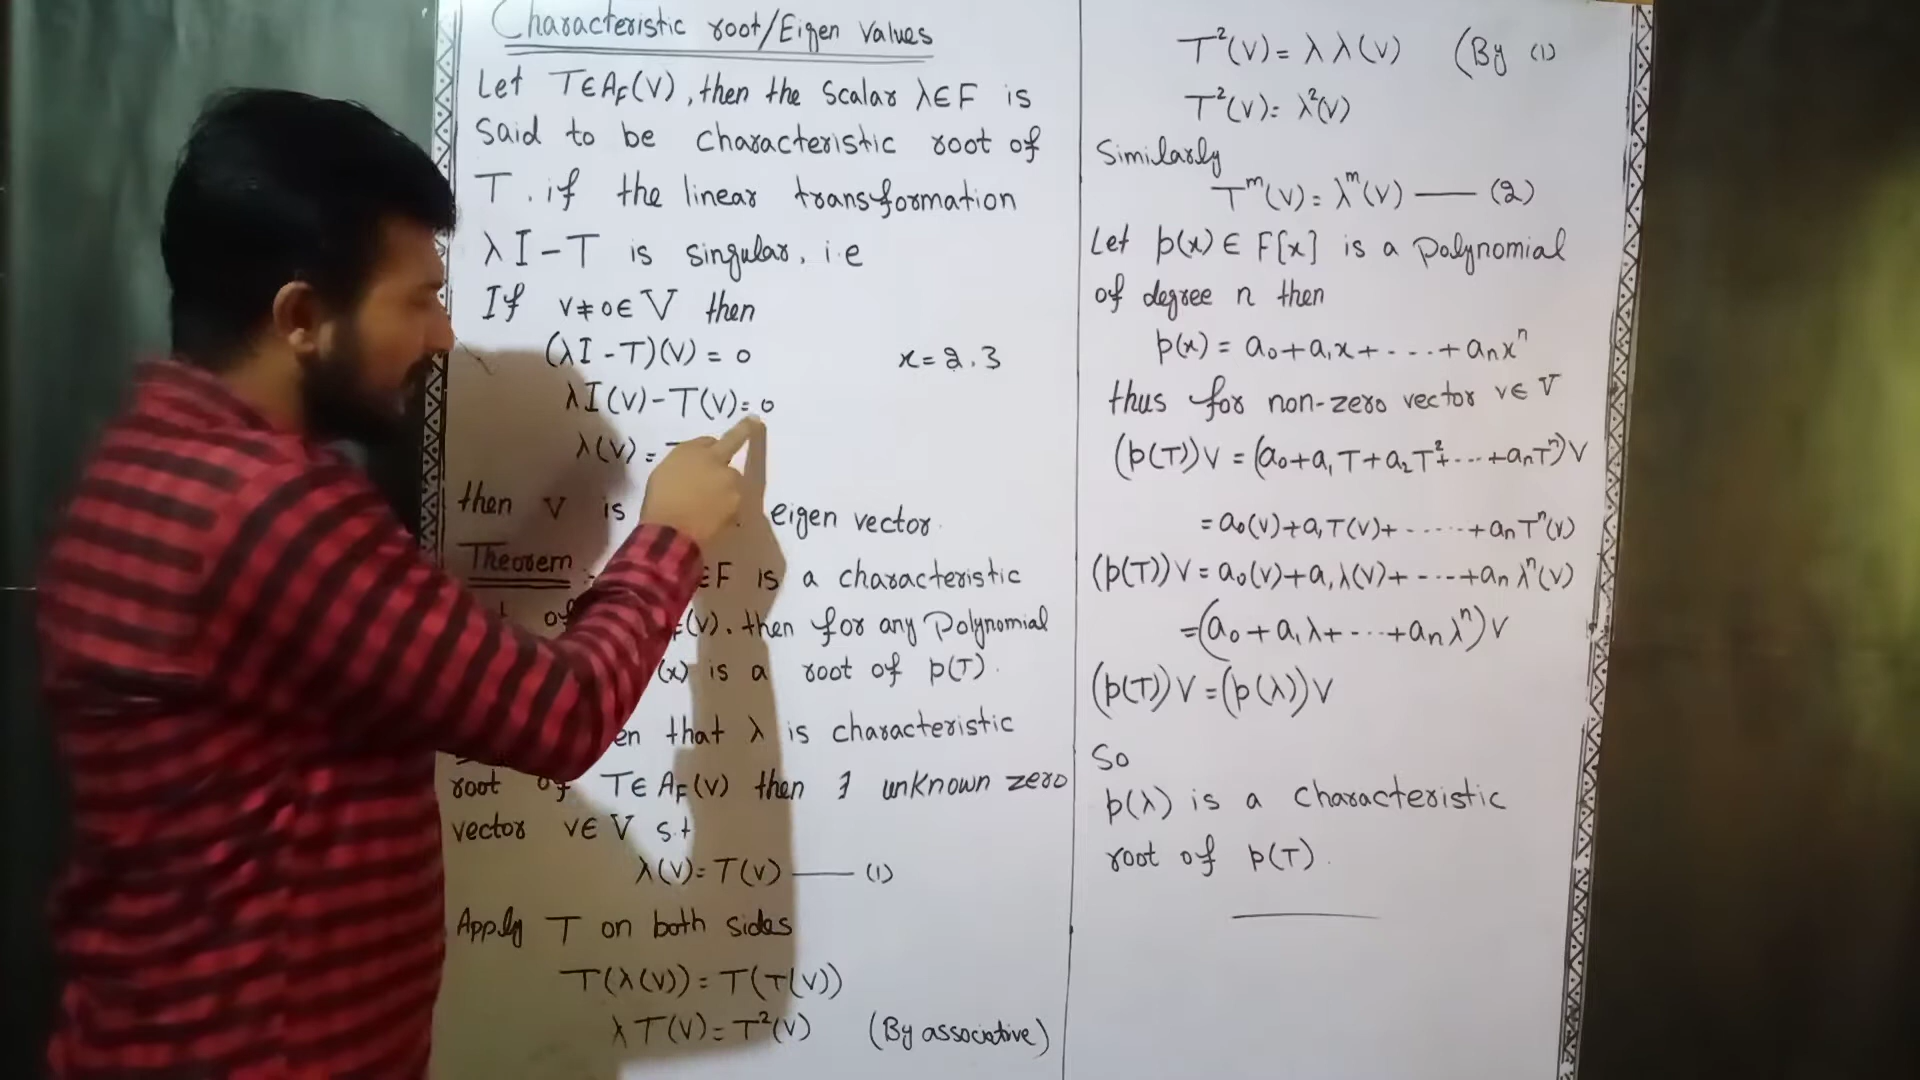 Characteristic root/Eigen Values
Let T∈A_F(V), then the Scalar λ∈F is
Said to be characteristic root of
T. if the linear transformation
λI-T is singular, i.e
If v≠0∈V then
(λI-T)(v) = 0
x=2.3
λI(v)-T(v)=0
λ(v)=
then v is eigen vector.
Theorem :- ∈F is a characteristic
of (v). then for any Polynomial
(x) is a root of p(T).
that λ is characteristic
root of T∈A_F(v) then ∃ unknown zero
vector v∈V s.t
λ(v)=T(v) —— (1)
Apply T on both sides
T(λ(v))=T(T(v))
λT(v)=T²(v) (By associative)
T²(v)=λλ(v) (By (1)
T²(v)=λ²(v)
Similarly
Tᵐ(v)=λᵐ(v) —— (2)
Let p(x)∈F[x] is a polynomial
of degree n then
p(x) = a₀+a₁x+----+aₙxⁿ
thus for non-zero vector v∈V
(p(T))v = (a₀+a₁T+a₂T²+---+aₙTⁿ)v
=a₀(v)+a₁T(v)+------+aₙTⁿ(v)
(p(T))v=a₀(v)+a₁λ(v)+----+aₙλⁿ(v)
=(a₀+a₁λ+---+aₙλⁿ)v
(p(T))v=(p(λ))v
So
p(λ) is a characteristic
root of p(T).